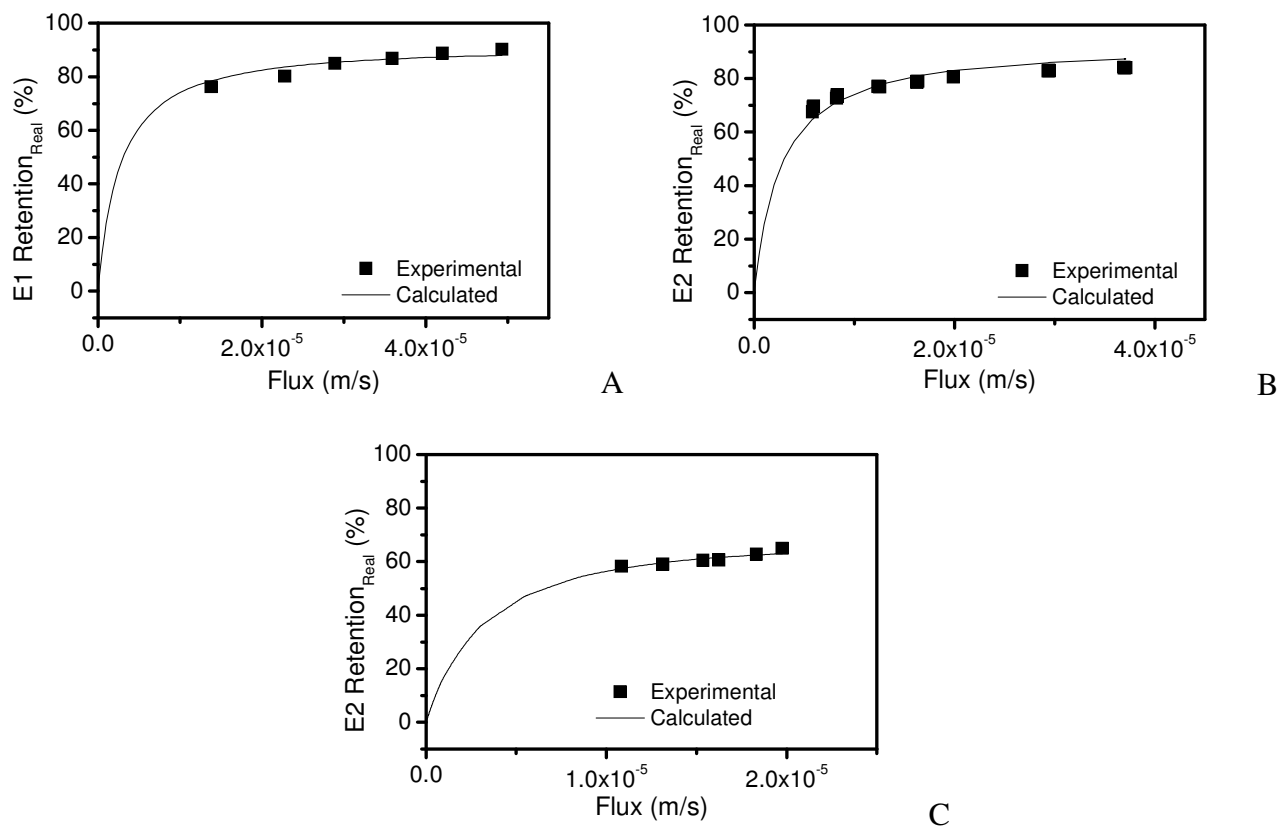 E1 Retention_Real (%)
100
80
60
40
20
0
Experimental
Calculated
0.0
2.0x10⁻⁵
4.0x10⁻⁵
Flux (m/s)
A
E2 Retention_Real (%)
100
80
60
40
20
0
Experimental
Calculated
0.0
2.0x10⁻⁵
4.0x10⁻⁵
Flux (m/s)
B
E2 Retention_Real (%)
100
80
60
40
20
0
Experimental
Calculated
0.0
1.0x10⁻⁵
2.0x10⁻⁵
Flux (m/s)
C